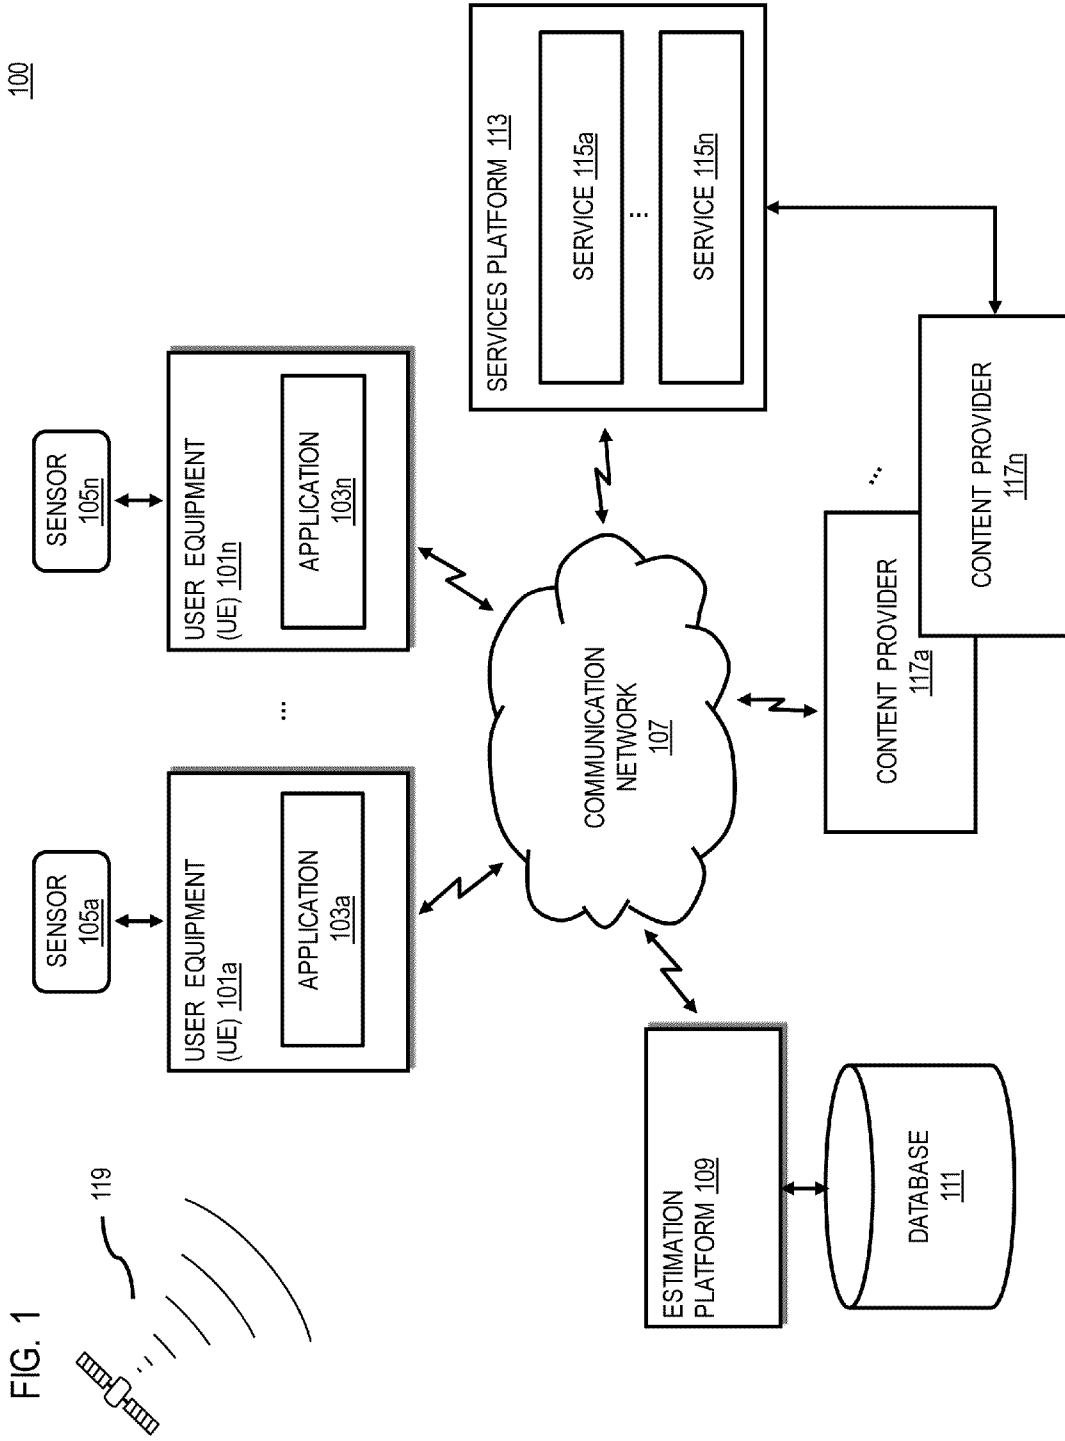 FIG. 1
100
119
SENSOR
105a
SENSOR
105n
USER EQUIPMENT
(UE) 101a
APPLICATION
103a
...
USER EQUIPMENT
(UE) 101n
APPLICATION
103n
SERVICES PLATFORM 113
SERVICE 115a
...
SERVICE 115n
COMMUNICATION
NETWORK
107
ESTIMATION
PLATFORM 109
DATABASE
111
CONTENT PROVIDER
117a
...
CONTENT PROVIDER
117n